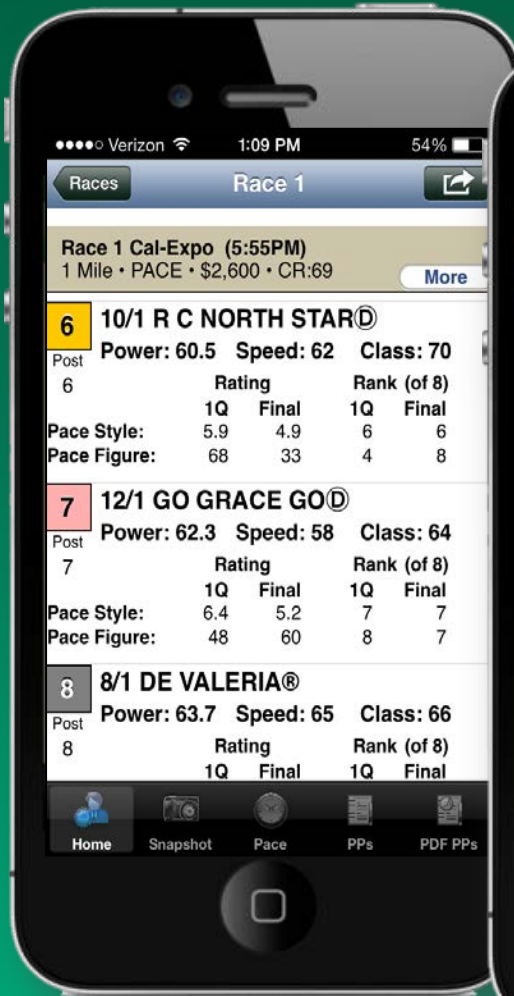 Verizon 1:09 PM 54%
Races Race 1
Race 1 Cal-Expo (5:55PM)
1 Mile • PACE • $2,600 • CR:69
More
6 10/1 R C NORTH STARⒹ
Power: 60.5 Speed: 62 Class: 70
Post
6 Rating Rank (of 8)
1Q Final 1Q Final
Pace Style: 5.9 4.9 6 6
Pace Figure: 68 33 4 8
7 12/1 GO GRACE GOⒹ
Power: 62.3 Speed: 58 Class: 64
Post
7 Rating Rank (of 8)
1Q Final 1Q Final
Pace Style: 6.4 5.2 7 7
Pace Figure: 48 60 8 7
8 8/1 DE VALERIA®
Power: 63.7 Speed: 65 Class: 66
Post
8 Rating Rank (of 8)
1Q Final 1Q Final
Home Snapshot Pace PPs PDF PPs